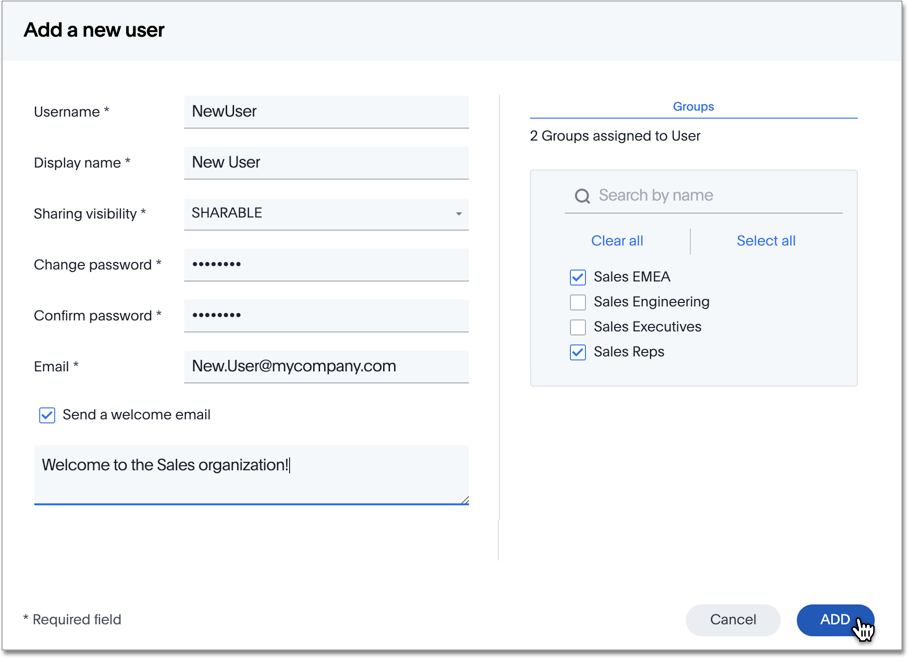 Add a new user
Username *
NewUser
Display name *
New User
Sharing visibility *
SHARABLE
Change password *
••••••••
Confirm password *
••••••••
Email *
New.User@mycompany.com
Send a welcome email
Welcome to the Sales organization!
Groups
2 Groups assigned to User
Search by name
Clear all
Select all
Sales EMEA
Sales Engineering
Sales Executives
Sales Reps
* Required field
Cancel
ADD